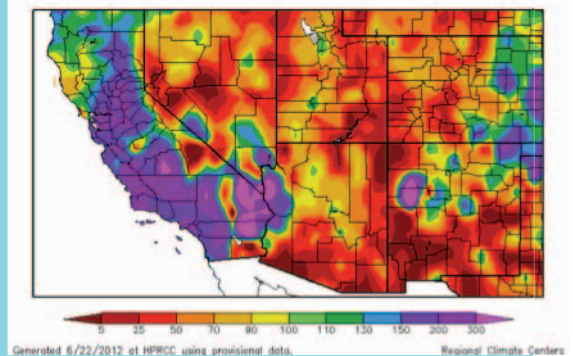 5 25 50 70 90 100 110 130 150 200 300
Generated 6/22/2012 at HPRCC using provisional data. Regional Climate Centers